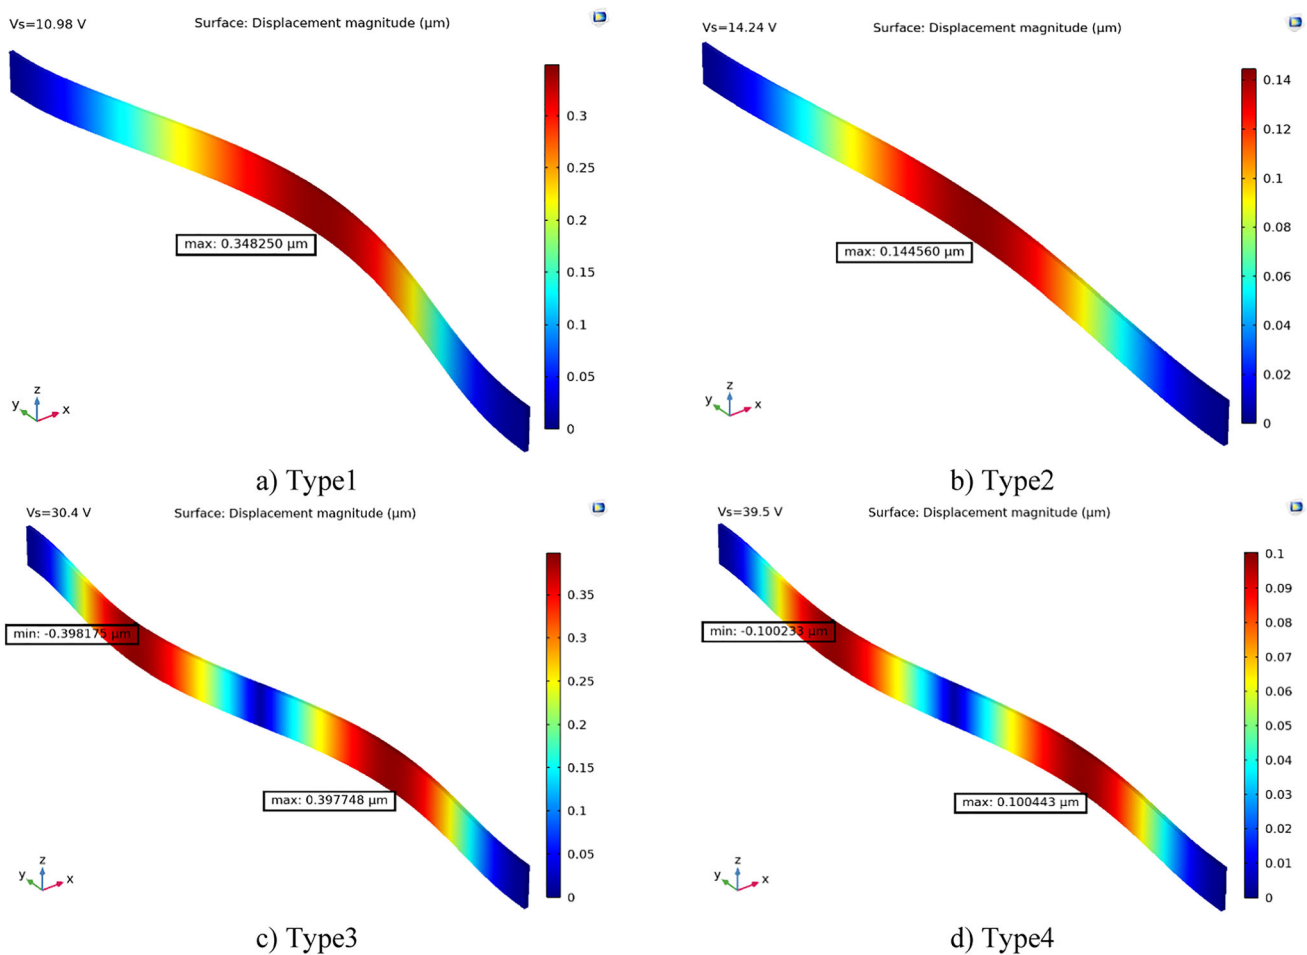 Vs=10.98 V
Surface: Displacement magnitude (µm)
0.3
0.25
0.2
0.15
0.1
0.05
0
max: 0.348250 µm
z
y
x
a) Type1
Vs=14.24 V
Surface: Displacement magnitude (µm)
0.14
0.12
0.1
0.08
0.06
0.04
0.02
0
max: 0.144560 µm
z
y
x
b) Type2
Vs=30.4 V
Surface: Displacement magnitude (µm)
0.35
0.3
0.25
0.2
0.15
0.1
0.05
0
min: -0.398175 µm
max: 0.397748 µm
z
y
x
c) Type3
Vs=39.5 V
Surface: Displacement magnitude (µm)
0.1
0.09
0.08
0.07
0.06
0.05
0.04
0.03
0.02
0.01
0
min: -0.100233 µm
max: 0.100443 µm
z
y
x
d) Type4